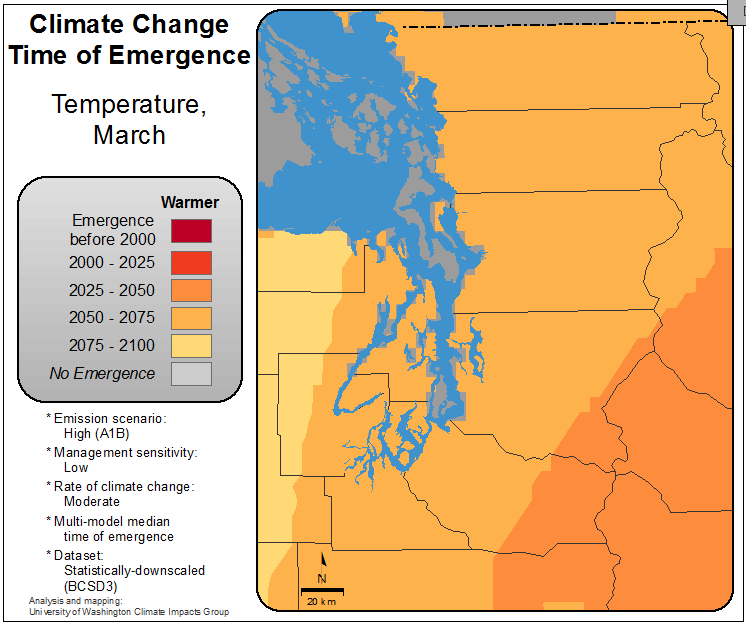 Climate Change
Time of Emergence
Temperature,
March
Warmer
Emergence
before 2000
2000 - 2025
2025 - 2050
2050 - 2075
2075 - 2100
No Emergence
* Emission scenario:
High (A1B)
* Management sensitivity:
Low
* Rate of climate change:
Moderate
* Multi-model median
time of emergence
* Dataset:
Statistically-downscaled
(BCSD3)
Analysis and mapping:
University of Washington Climate Impacts Group
N
20 km